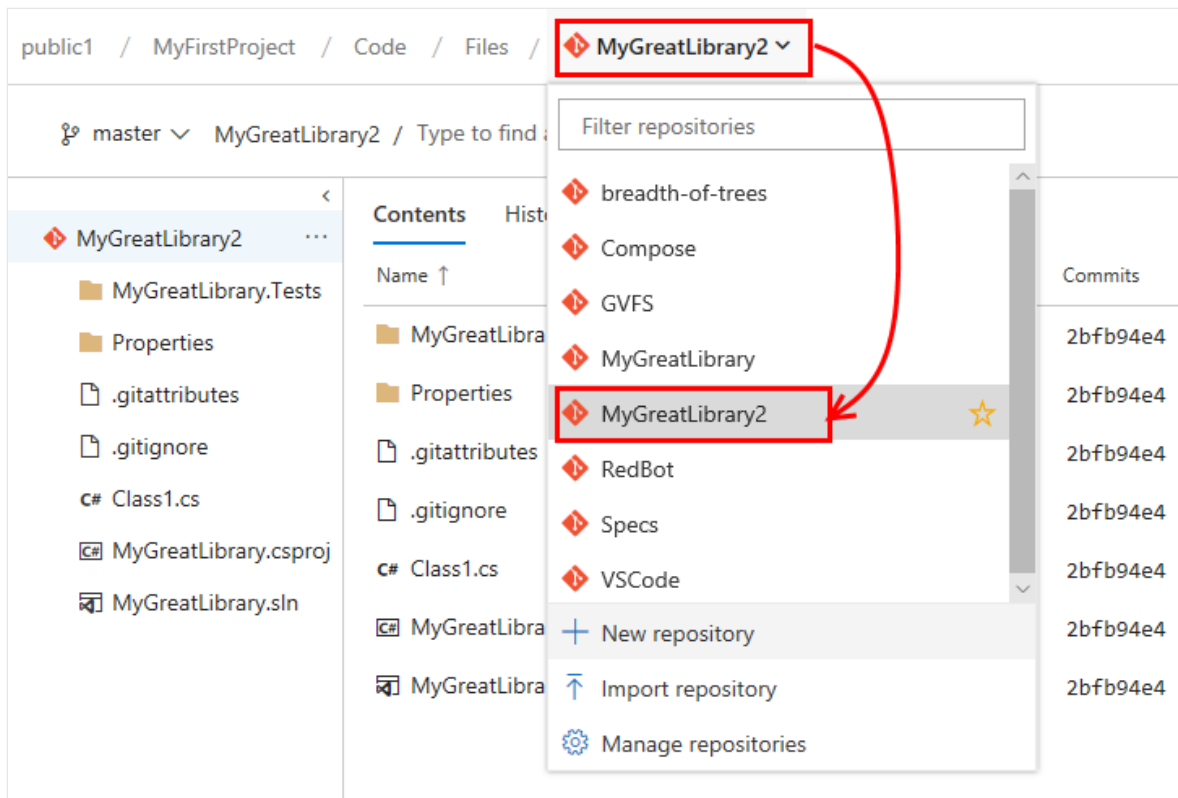 public1 / MyFirstProject / Code / Files / MyGreatLibrary2
Filter repositories
master MyGreatLibrary2 / Type to find
breadth-of-trees
Compose
GVFS
MyGreatLibrary
MyGreatLibrary2
RedBot
Specs
VSCode
New repository
Import repository
Manage repositories
MyGreatLibrary2 ...
MyGreatLibrary.Tests
Properties
.gitattributes
.gitignore
C# Class1.cs
C# MyGreatLibrary.csproj
MyGreatLibrary.sln
Contents Hist
Name ↑ Commits
MyGreatLibra 2bfb94e4
Properties 2bfb94e4
.gitattributes 2bfb94e4
.gitignore 2bfb94e4
C# Class1.cs 2bfb94e4
C# MyGreatLibra 2bfb94e4
MyGreatLibra 2bfb94e4